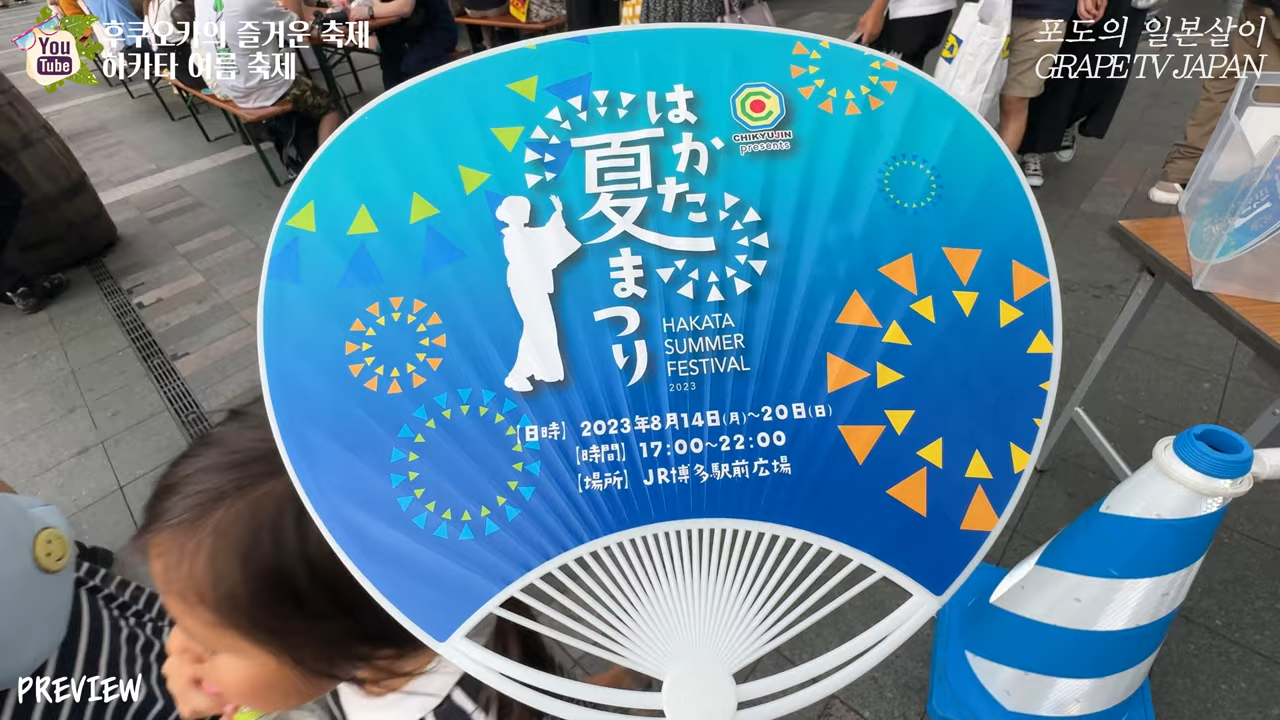 You
Tube
후쿠오카의 즐거운 축제
하카타 여름 축제
포도의 일본살이
GRAPE TV JAPAN
はかた
夏まつり
CHIKYUJIN
presents
HAKATA
SUMMER
FESTIVAL
2023
【日時】2023年8月14日(月)~20日(日)
【時間】17:00~22:00
【場所】JR博多駅前広場
PREVIEW